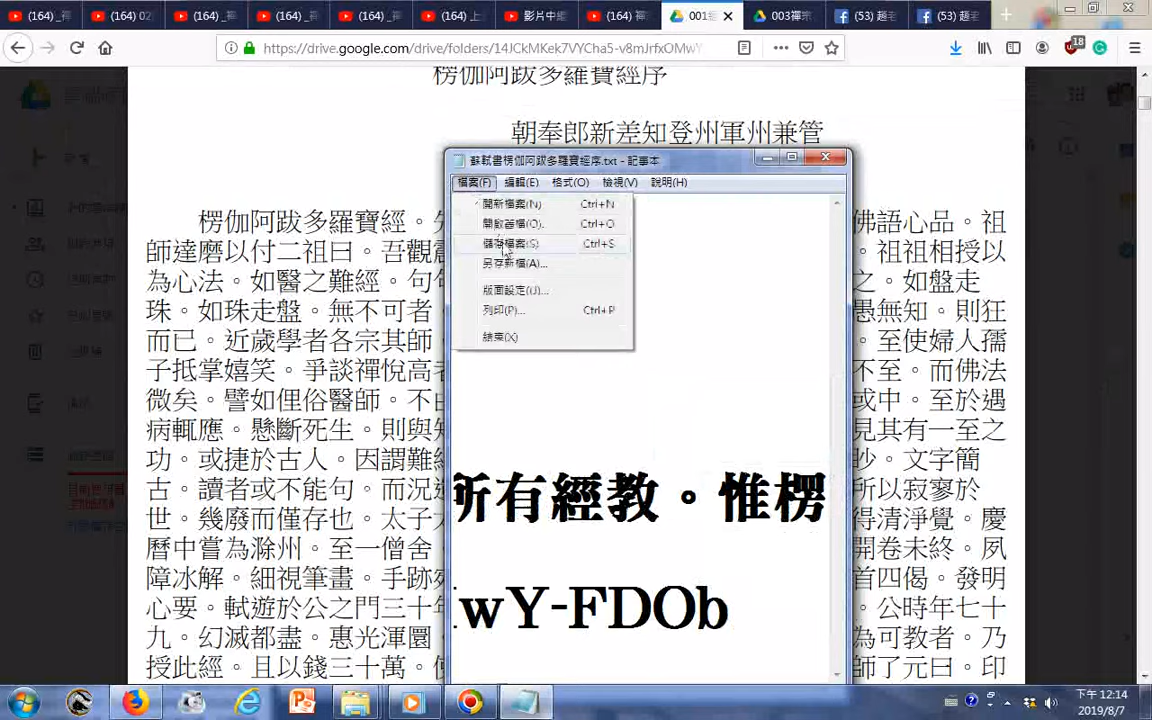 (164)
(164) 02
(164)
(164)
(164)
(164) 上
影片中
(164) 禪
001
003禪宗
(53) 趙老
(53) 趙老
https://drive.google.com/drive/folders/14JCkMKek7VYCha5-v8mJrfxOMwY
18
楞伽阿跋多羅寶經序
朝奉郎新差知登州軍州兼管
蘇軾書楞伽阿跋多羅寶經序.txt - 記事本
檔案(F) 編輯(E) 格式(O) 檢視(V) 說明(H)
開新檔案(N) Ctrl+N
開啟舊檔(O)... Ctrl+O
儲存檔案(S) Ctrl+S
另存新檔(A)...
版面設定(U)...
列印(P)... Ctrl+P
結束(X)
所有經教。惟楞
wY-FDOb
楞伽阿跋多羅寶經。 佛語心品。祖
師達磨以付二祖曰。吾觀 祖祖相授以
為心法。如醫之難經。句 之。如盤走
珠。如珠走盤。無不可者 愚無知。則狂
而已。近歲學者各宗其師 至使婦人孺
子抵掌嬉笑。爭談禪悅高 不至。而佛法
微矣。譬如俚俗醫師。不 或中。至於遇
病輒應。懸斷死生。則與 見其有一至之
功。或捷於古人。因謂難 文字簡
古。讀者或不能句。而況 所以寂寥於
世。幾廢而僅存也。太子 得清淨覺。慶
曆中嘗為滁州。至一僧舍 開卷未終。夙
障冰解。細視筆畫。手跡 首四偈。發明
心要。軾遊於公之門三十年 公時年七十
九。幻滅都盡。惠光渾圜 為可教者。乃
授此經。且以錢三十萬。 師了元曰。印
下午 12:14
2019/8/7